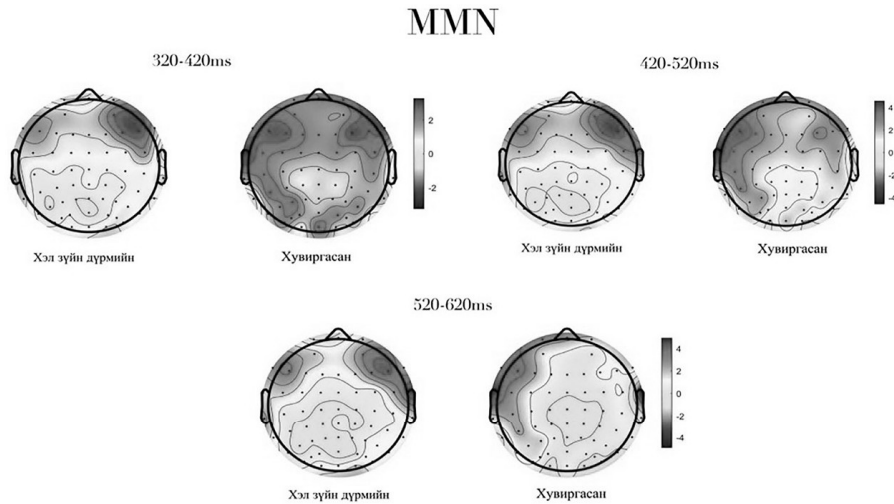 MMN
320-420ms
420-520ms
2
0
-2
4
2
0
-2
-4
Хэл зүйн дүрмийн
Хувиргасан
Хэл зүйн дүрмийн
Хувиргасан
520-620ms
4
2
0
-2
-4
Хэл зүйн дүрмийн
Хувиргасан